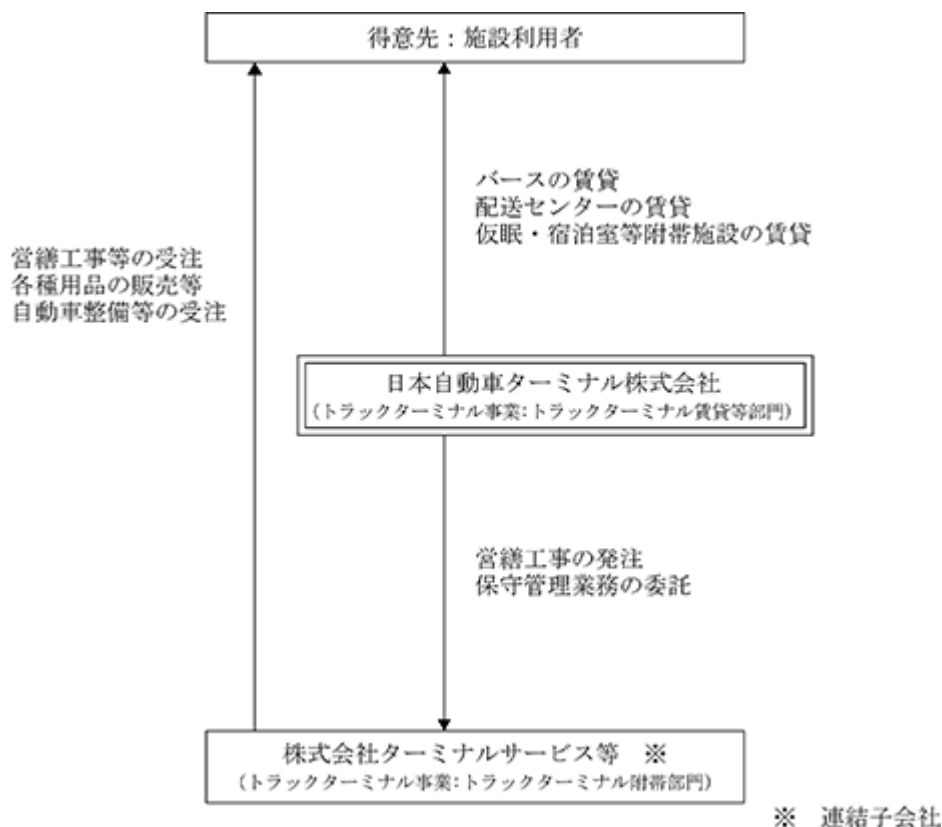 得意先：施設利用者
バースの賃貸
配送センターの賃貸
仮眠・宿泊室等附帯施設の賃貸
営繕工事等の受注
各種用品の販売等
自動車整備等の受注
日本自動車ターミナル株式会社
(トラックターミナル事業：トラックターミナル賃貸等部門)
営繕工事の発注
保守管理業務の委託
株式会社ターミナルサービス等　※
(トラックターミナル事業：トラックターミナル附帯部門)
※　連結子会社